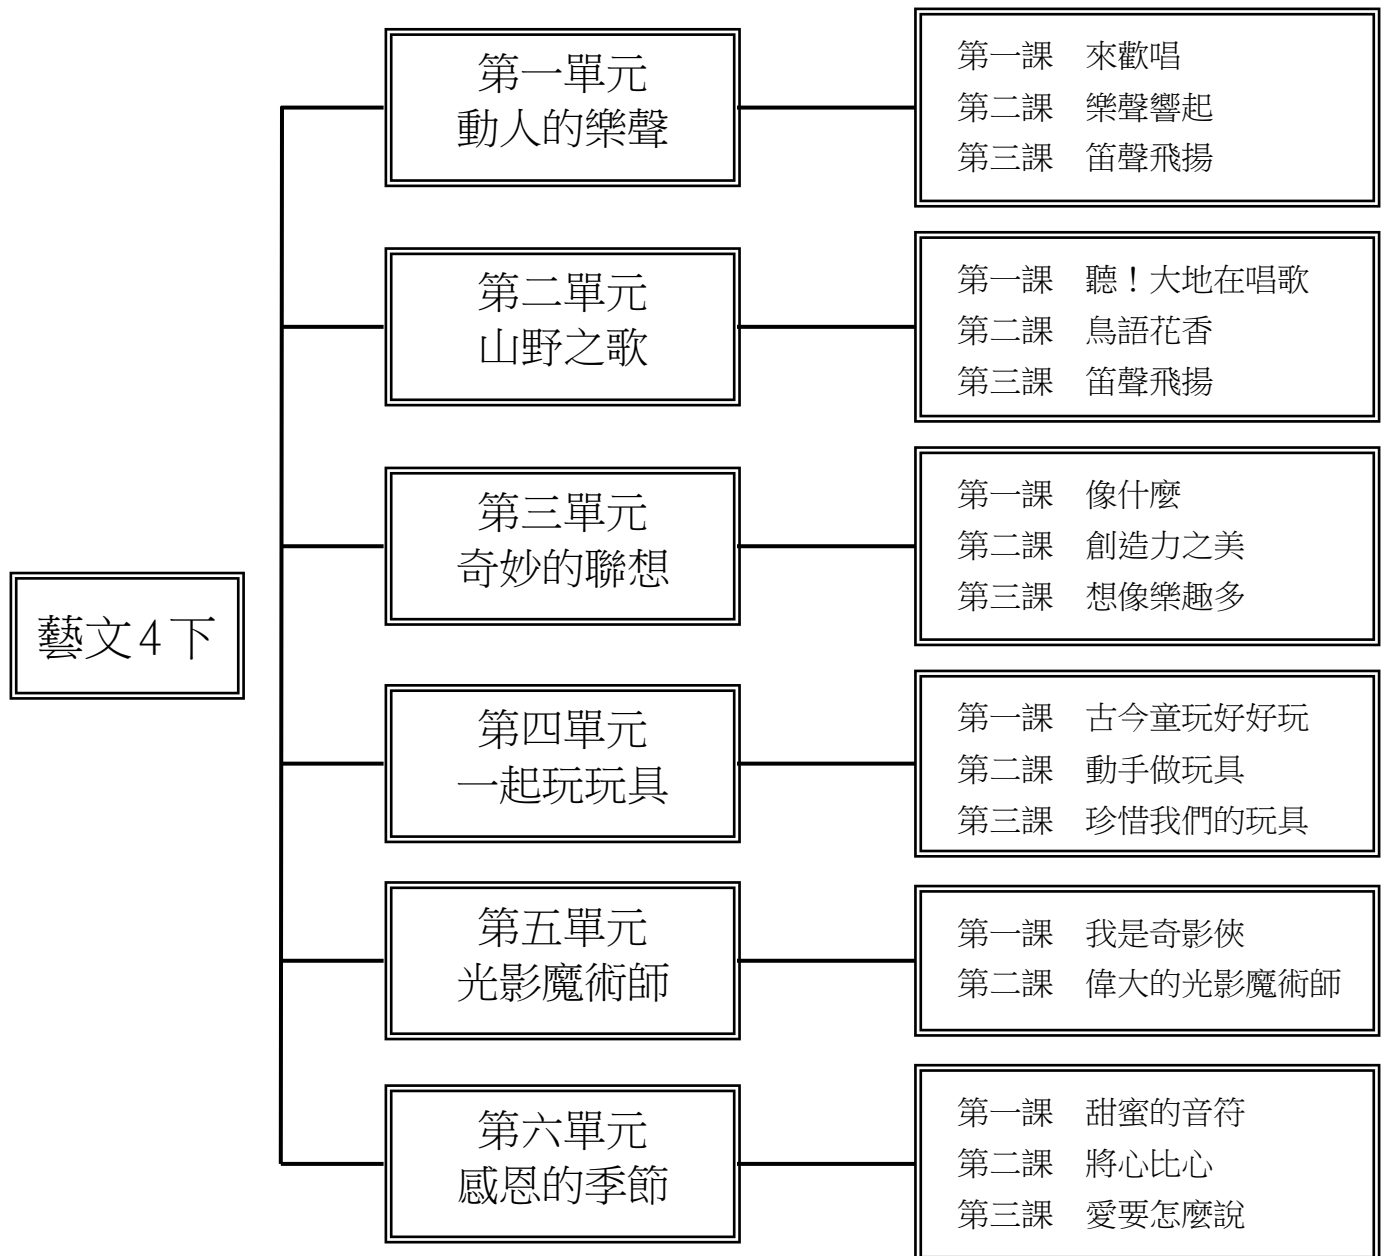 藝文4下
第一單元
動人的樂聲
第一課　來歡唱
第二課　樂聲響起
第三課　笛聲飛揚
第二單元
山野之歌
第一課　聽！大地在唱歌
第二課　鳥語花香
第三課　笛聲飛揚
第三單元
奇妙的聯想
第一課　像什麼
第二課　創造力之美
第三課　想像樂趣多
第四單元
一起玩玩具
第一課　古今童玩好好玩
第二課　動手做玩具
第三課　珍惜我們的玩具
第五單元
光影魔術師
第一課　我是奇影俠
第二課　偉大的光影魔術師
第六單元
感恩的季節
第一課　甜蜜的音符
第二課　將心比心
第三課　愛要怎麼說